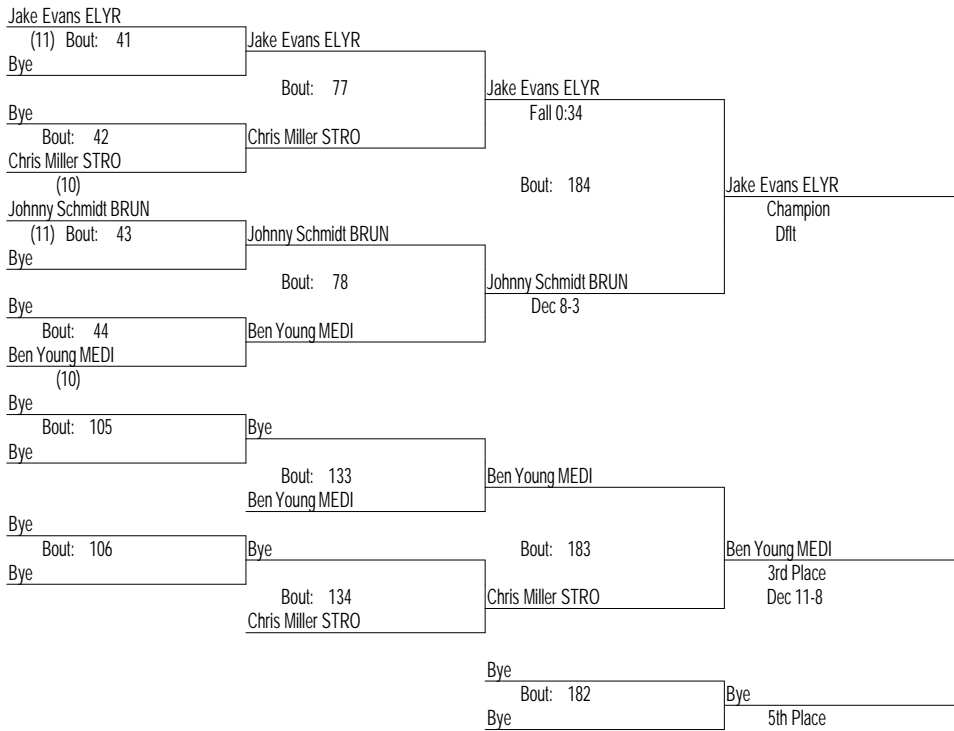 Jake Evans ELYR
(11) Bout: 41
Jake Evans ELYR
Bye
Bout: 77
Jake Evans ELYR
Bye
Fall 0:34
Bout: 42
Chris Miller STRO
Chris Miller STRO
(10)
Bout: 184
Jake Evans ELYR
Johnny Schmidt BRUN
Champion
(11) Bout: 43
Johnny Schmidt BRUN
Dflt
Bye
Bout: 78
Johnny Schmidt BRUN
Bye
Dec 8-3
Bout: 44
Ben Young MEDI
Ben Young MEDI
(10)
Bye
Bout: 105
Bye
Bye
Bout: 133
Ben Young MEDI
Ben Young MEDI
Bye
Bout: 106
Bye
Bout: 183
Ben Young MEDI
Bye
3rd Place
Bout: 134
Chris Miller STRO
Dec 11-8
Chris Miller STRO
Bye
Bout: 182
Bye
Bye
5th Place